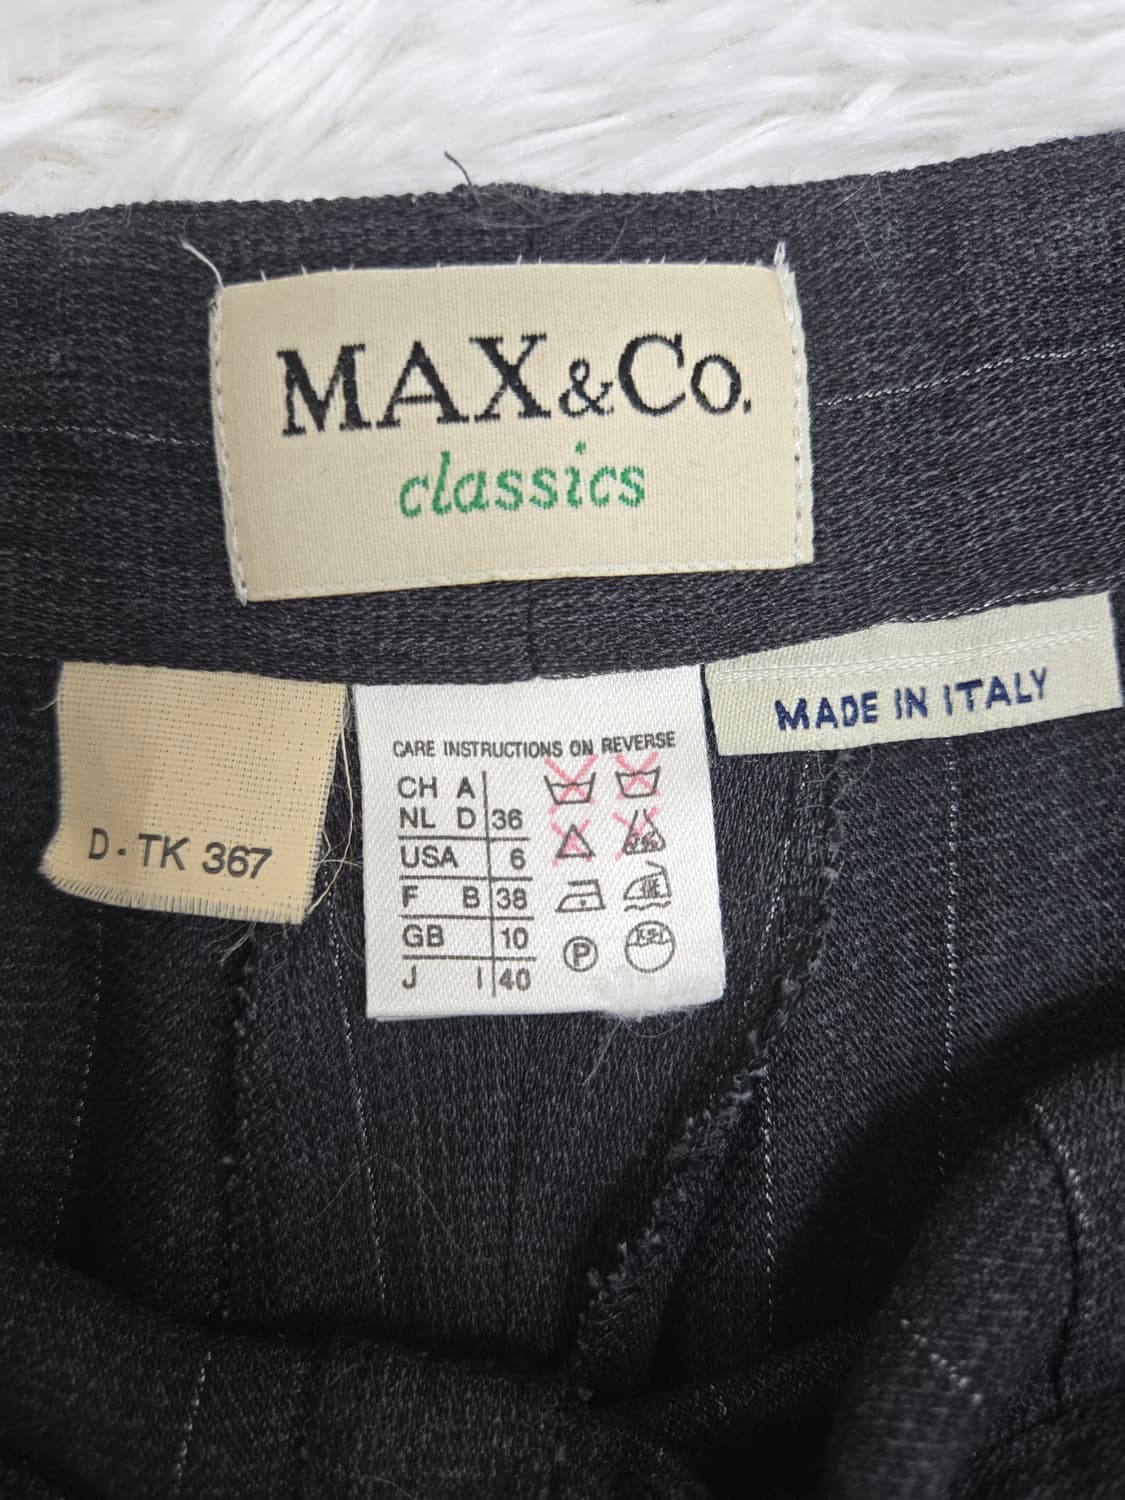 MAX&Co.
classics
MADE IN ITALY
D.TK 367
CARE INSTRUCTIONS ON REVERSE
CH A
NL D 36
USA 6
F B 38
GB 10
J I 40
P